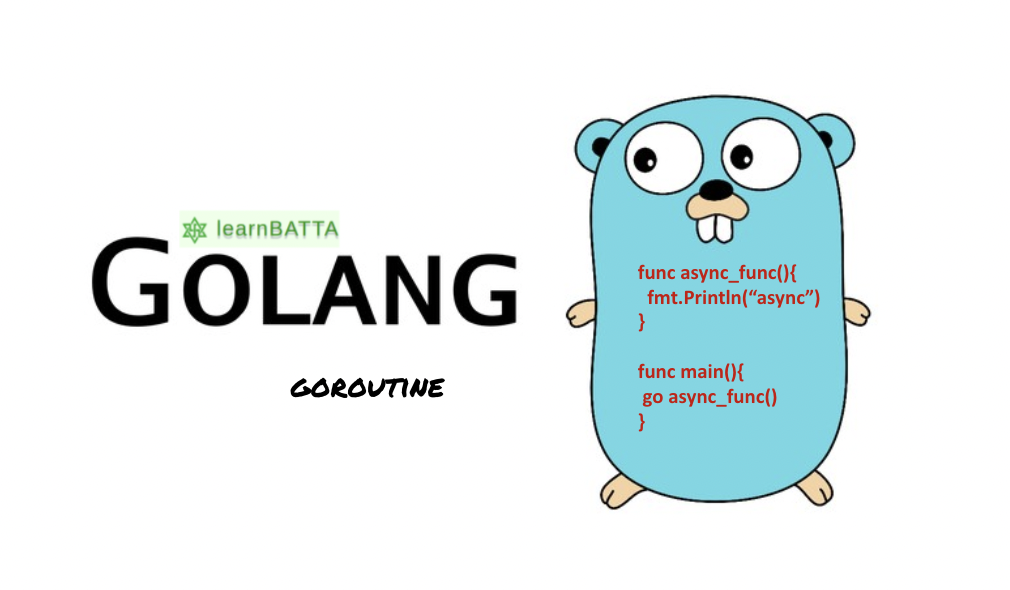 learnBATTA
GOLANG
GOROUTINE
func async_func(){
  fmt.Println(“async”)
}
func main(){
 go async_func()
}